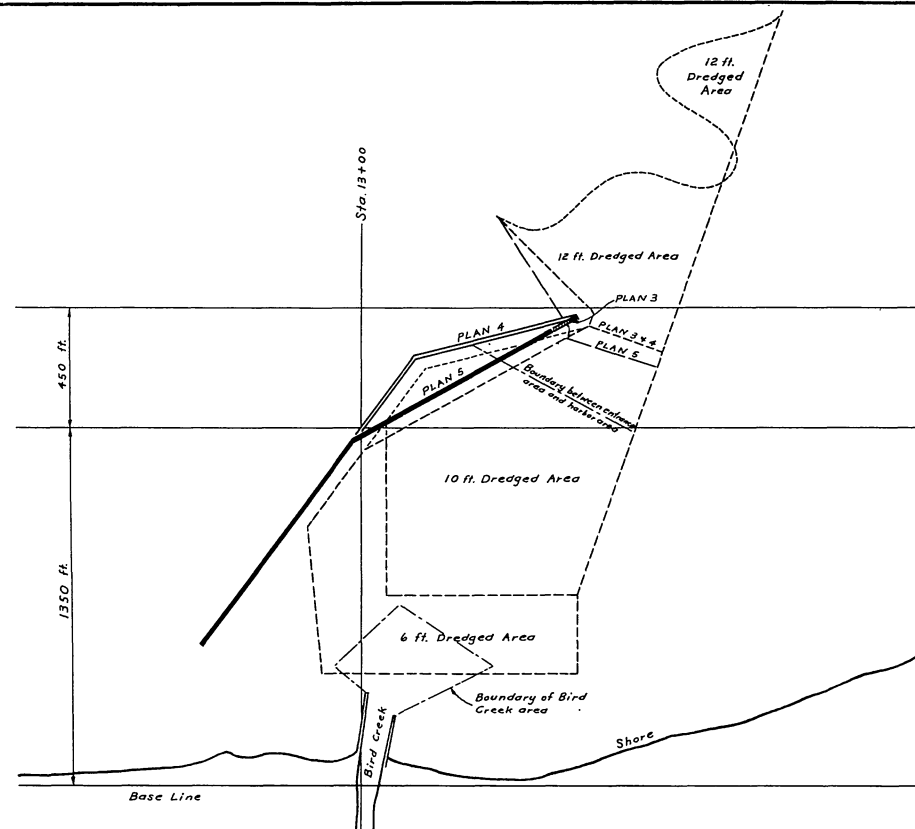 12 ft.
Dredged
Area
Sta. 13+00
12 ft. Dredged Area
PLAN 3
PLAN 4
PLAN 3 & 4
PLAN 5
450 ft.
PLAN 5
Boundary between entrance
area and harbor area
10 ft. Dredged Area
1350 ft.
6 ft. Dredged Area
Boundary of Bird
Creek area
Bird Creek
Shore
Base Line